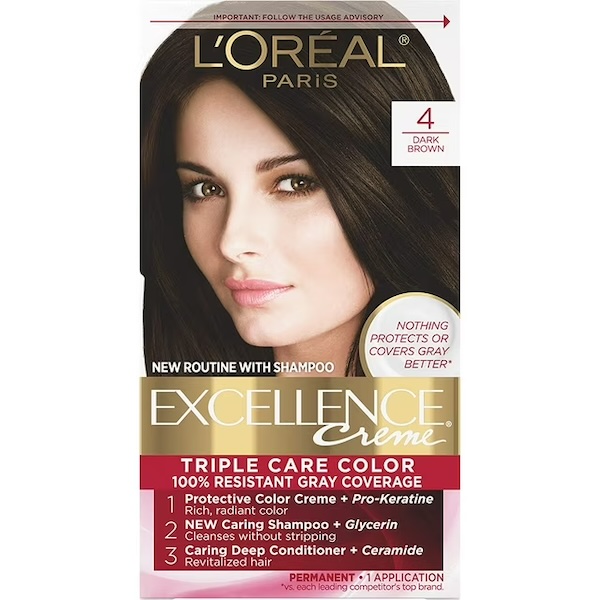 IMPORTANT: FOLLOW THE USAGE ADVISORY
L'ORÉAL®
PARIS
4
DARK
BROWN
NOTHING
PROTECTS OR
COVERS GRAY
BETTER*
NEW ROUTINE WITH SHAMPOO
EXCELLENCE®
Creme
TRIPLE CARE COLOR
100% RESISTANT GRAY COVERAGE
1 Protective Color Creme + Pro-Keratine
Rich, radiant color
2 NEW Caring Shampoo + Glycerin
Cleanses without stripping
3 Caring Deep Conditioner + Ceramide
Revitalized hair
PERMANENT • 1 APPLICATION
*vs. each leading competitor's top brand.